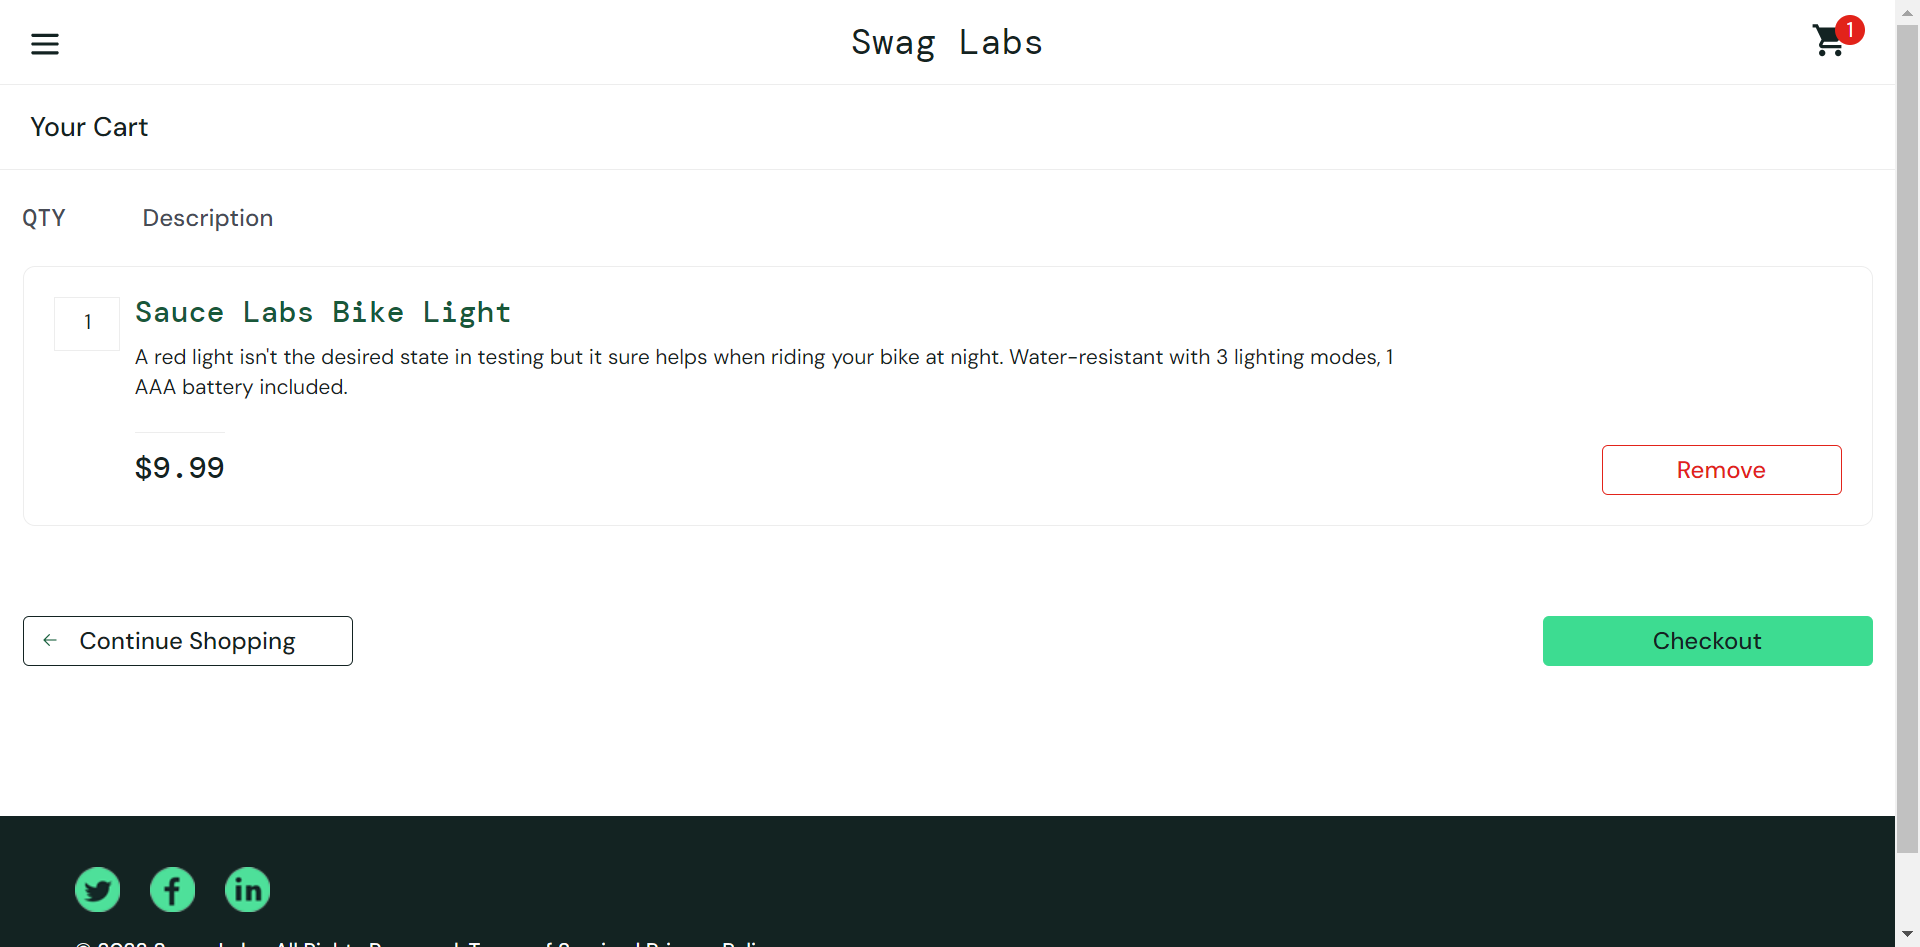 Swag Labs
1
Your Cart
QTY Description
1
Sauce Labs Bike Light
A red light isn't the desired state in testing but it sure helps when riding your bike at night. Water-resistant with 3 lighting modes, 1
AAA battery included.
$9.99
Remove
Continue Shopping
Checkout